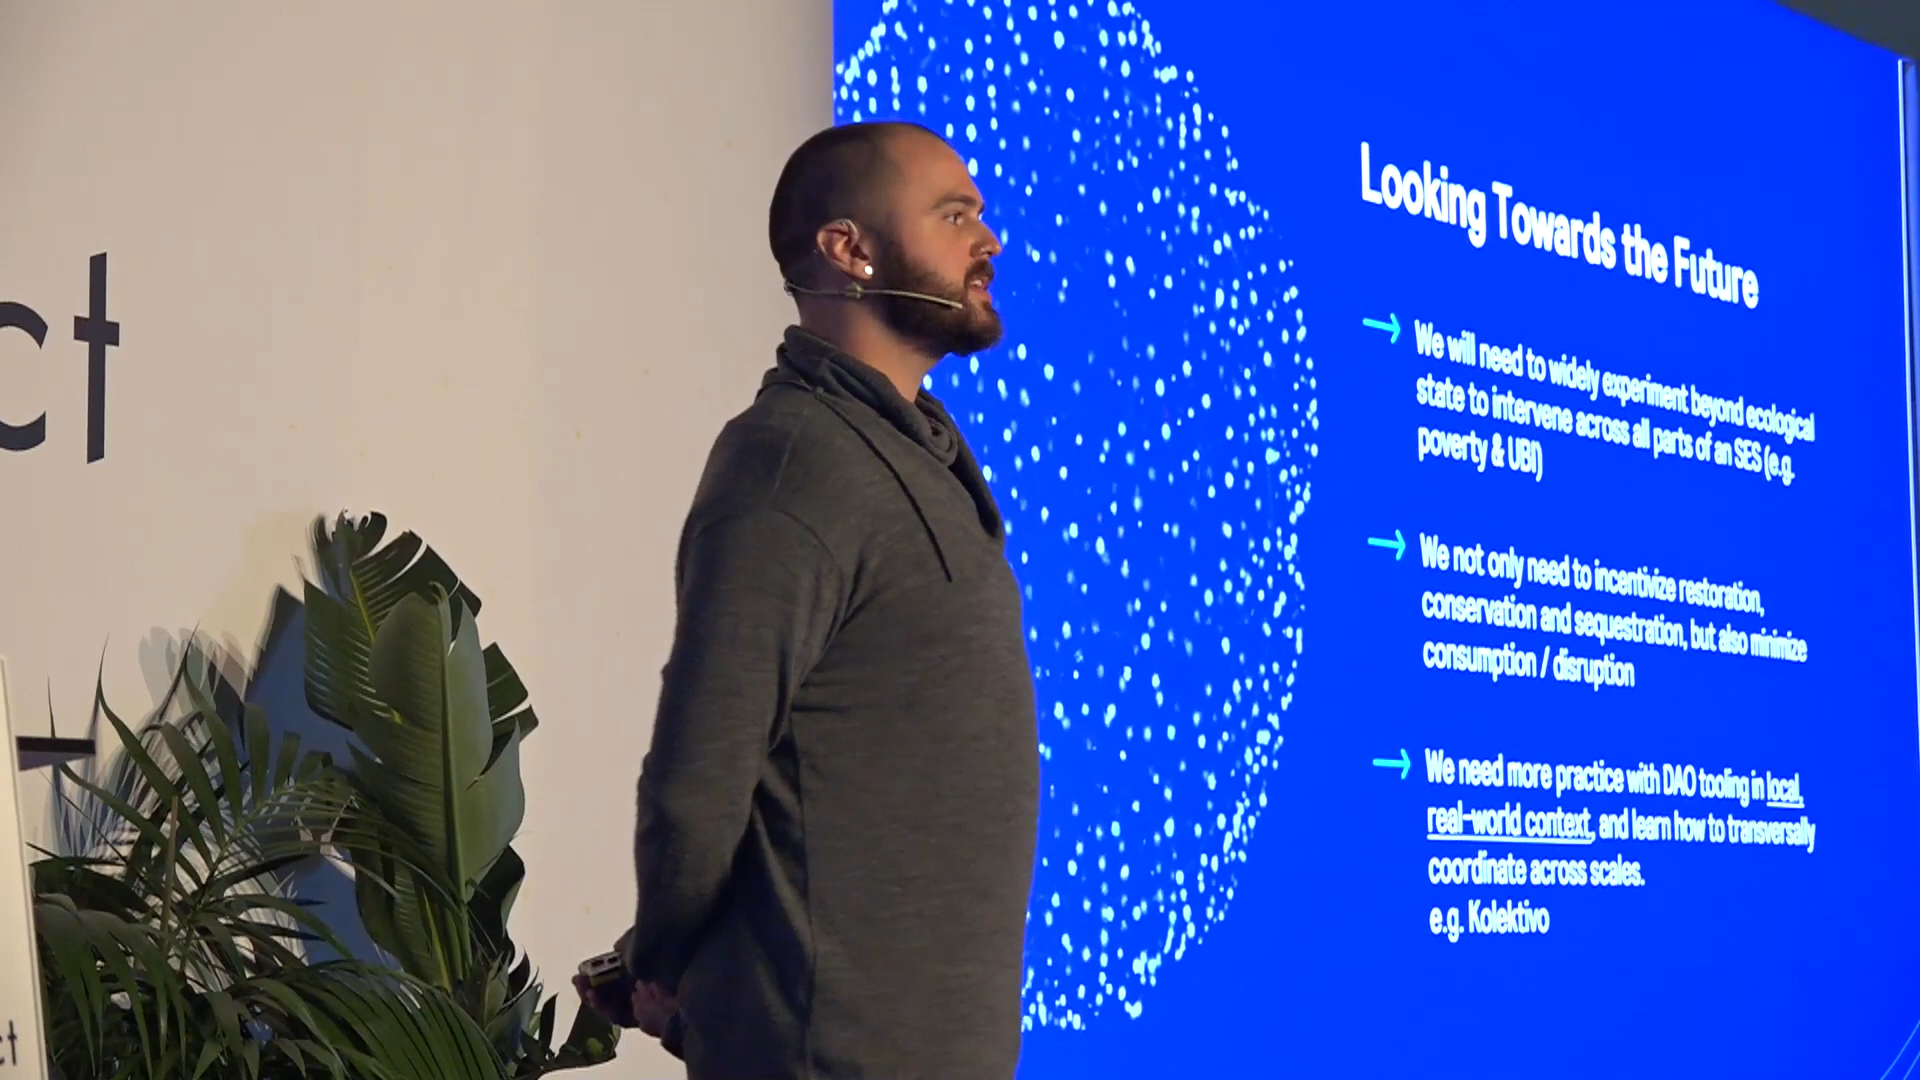 ct
ct
Looking Towards the Future
→ We will need to widely experiment beyond ecological
state to intervene across all parts of an SES (e.g.
poverty & UBI)
→ We not only need to incentivize restoration,
conservation and sequestration, but also minimize
consumption / disruption
→ We need more practice with DAO tooling in local,
real-world context, and learn how to transversally
coordinate across scales.
e.g. Kolektivo